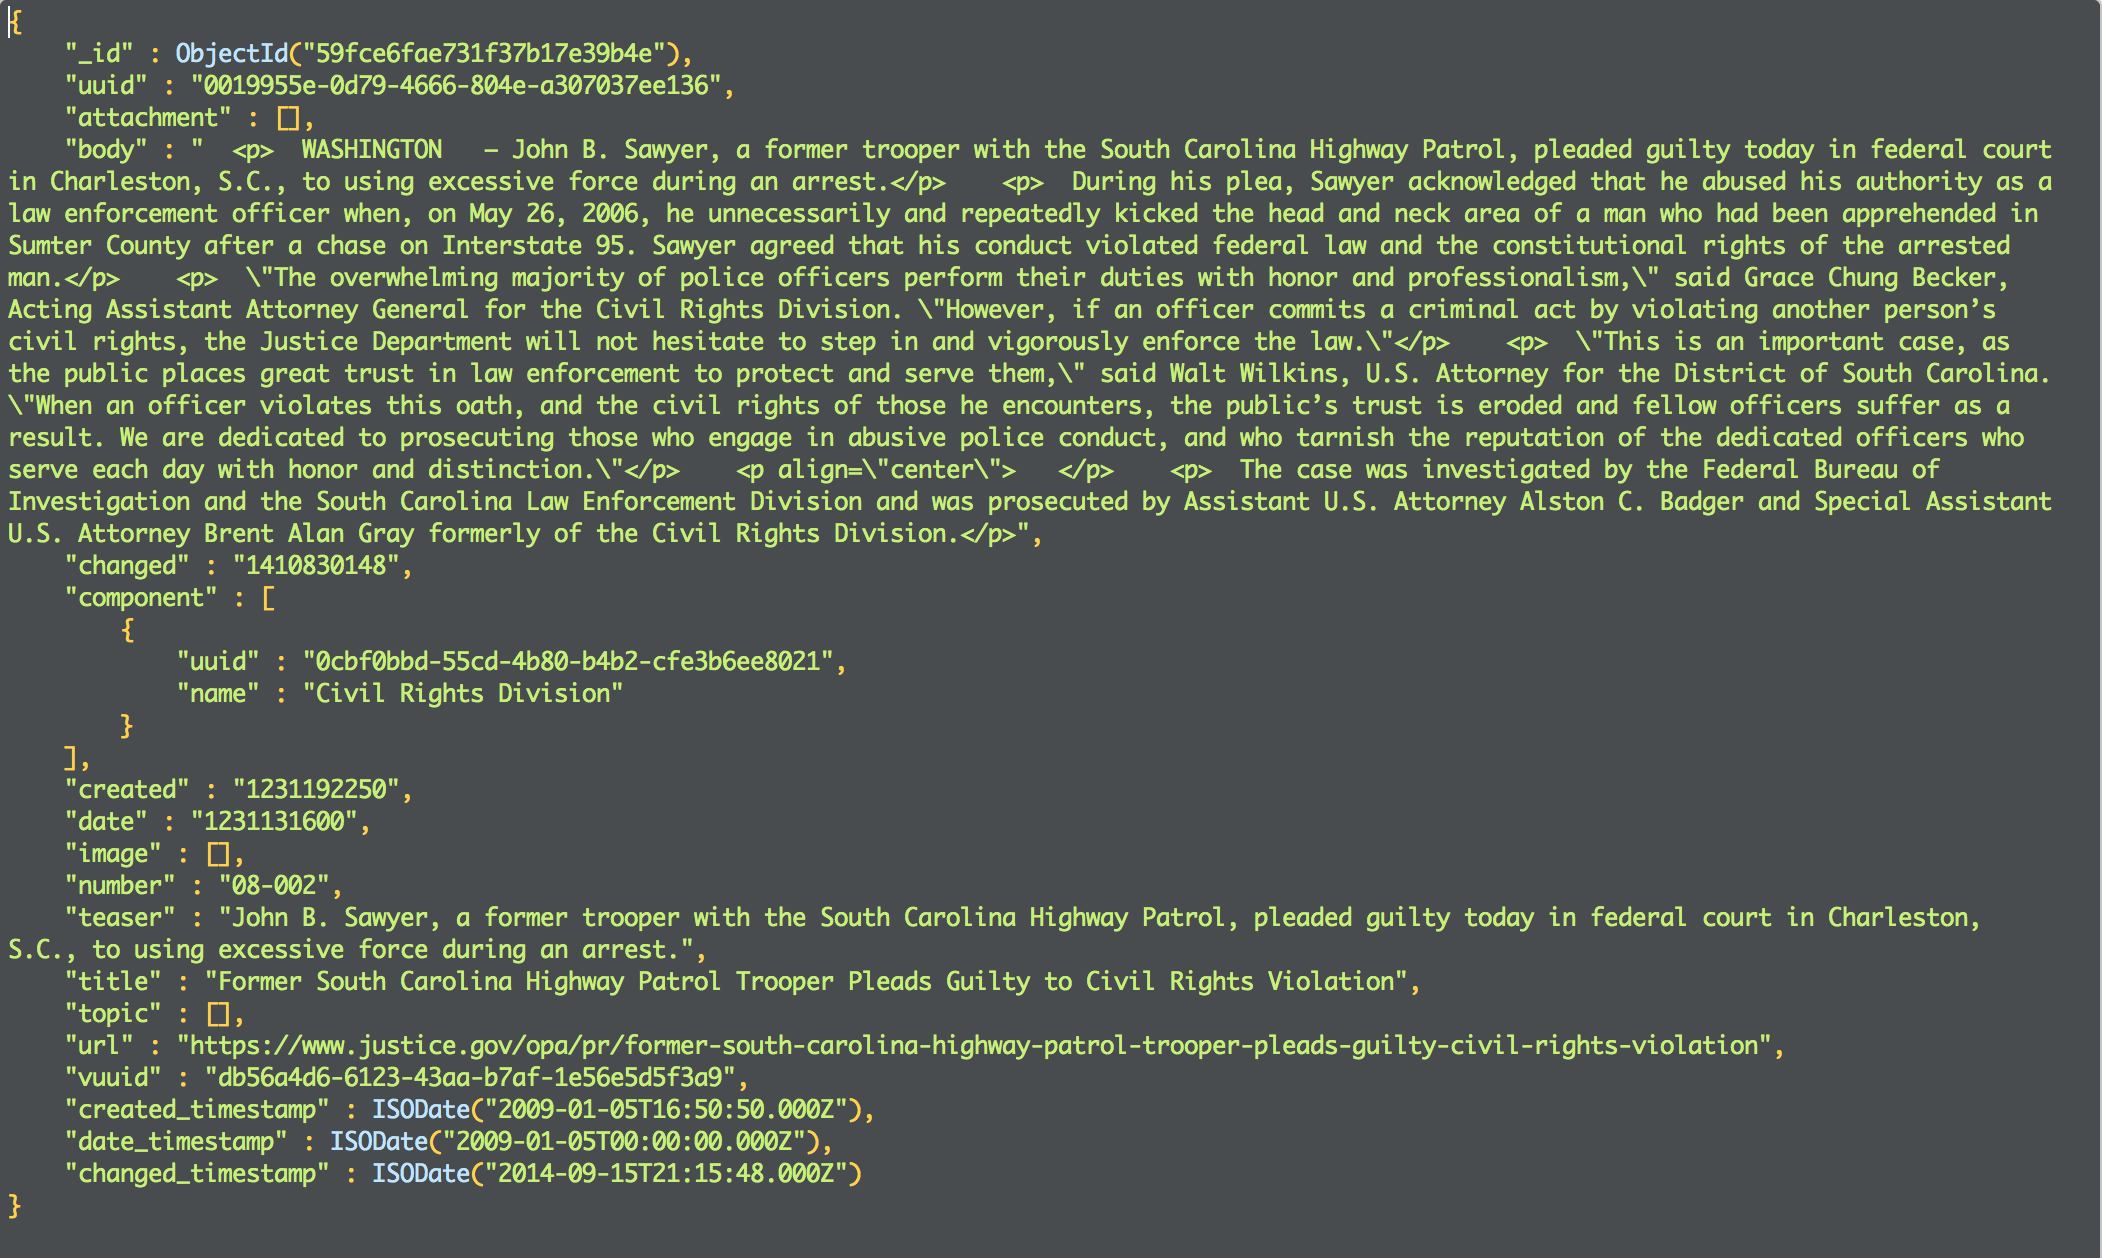 {
    "_id" : ObjectId("59fce6fae731f37b17e39b4e"),
    "uuid" : "0019955e-0d79-4666-804e-a307037ee136",
    "attachment" : [],
    "body" : "  <p>  WASHINGTON   – John B. Sawyer, a former trooper with the South Carolina Highway Patrol, pleaded guilty today in federal court
in Charleston, S.C., to using excessive force during an arrest.</p>    <p>  During his plea, Sawyer acknowledged that he abused his authority as a
law enforcement officer when, on May 26, 2006, he unnecessarily and repeatedly kicked the head and neck area of a man who had been apprehended in
Sumter County after a chase on Interstate 95. Sawyer agreed that his conduct violated federal law and the constitutional rights of the arrested
man.</p>    <p>  \"The overwhelming majority of police officers perform their duties with honor and professionalism,\" said Grace Chung Becker,
Acting Assistant Attorney General for the Civil Rights Division. \"However, if an officer commits a criminal act by violating another person’s
civil rights, the Justice Department will not hesitate to step in and vigorously enforce the law.\"</p>    <p>  \"This is an important case, as
the public places great trust in law enforcement to protect and serve them,\" said Walt Wilkins, U.S. Attorney for the District of South Carolina.
\"When an officer violates this oath, and the civil rights of those he encounters, the public’s trust is eroded and fellow officers suffer as a
result. We are dedicated to prosecuting those who engage in abusive police conduct, and who tarnish the reputation of the dedicated officers who
serve each day with honor and distinction.\"</p>    <p align=\"center\">   </p>    <p>  The case was investigated by the Federal Bureau of
Investigation and the South Carolina Law Enforcement Division and was prosecuted by Assistant U.S. Attorney Alston C. Badger and Special Assistant
U.S. Attorney Brent Alan Gray formerly of the Civil Rights Division.</p>",
    "changed" : "1410830148",
    "component" : [
        {
            "uuid" : "0cbf0bbd-55cd-4b80-b4b2-cfe3b6ee8021",
            "name" : "Civil Rights Division"
        }
    ],
    "created" : "1231192250",
    "date" : "1231131600",
    "image" : [],
    "number" : "08-002",
    "teaser" : "John B. Sawyer, a former trooper with the South Carolina Highway Patrol, pleaded guilty today in federal court in Charleston,
S.C., to using excessive force during an arrest.",
    "title" : "Former South Carolina Highway Patrol Trooper Pleads Guilty to Civil Rights Violation",
    "topic" : [],
    "url" : "https://www.justice.gov/opa/pr/former-south-carolina-highway-patrol-trooper-pleads-guilty-civil-rights-violation",
    "vuuid" : "db56a4d6-6123-43aa-b7af-1e56e5d5f3a9",
    "created_timestamp" : ISODate("2009-01-05T16:50:50.000Z"),
    "date_timestamp" : ISODate("2009-01-05T00:00:00.000Z"),
    "changed_timestamp" : ISODate("2014-09-15T21:15:48.000Z")
}